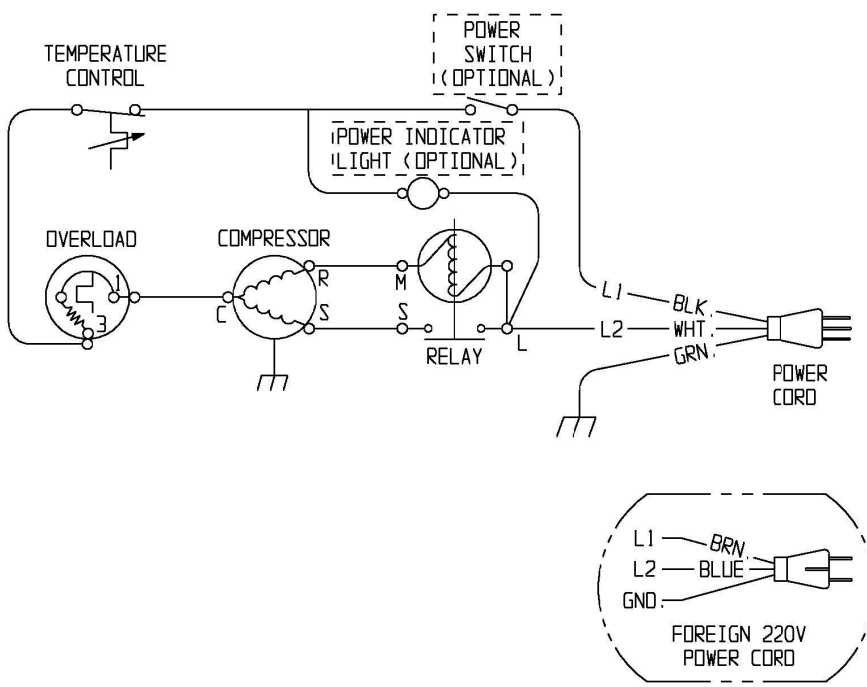 POWER
SWITCH
(OPTIONAL)
TEMPERATURE
CONTROL
POWER INDICATOR
LIGHT (OPTIONAL)
OVERLOAD
COMPRESSOR
1
3
C
R
S
M
S
L
RELAY
L1
BLK.
L2
WHT.
GRN.
POWER
CORD
L1
BRN.
L2
BLUE
GND.
FOREIGN 220V
POWER CORD